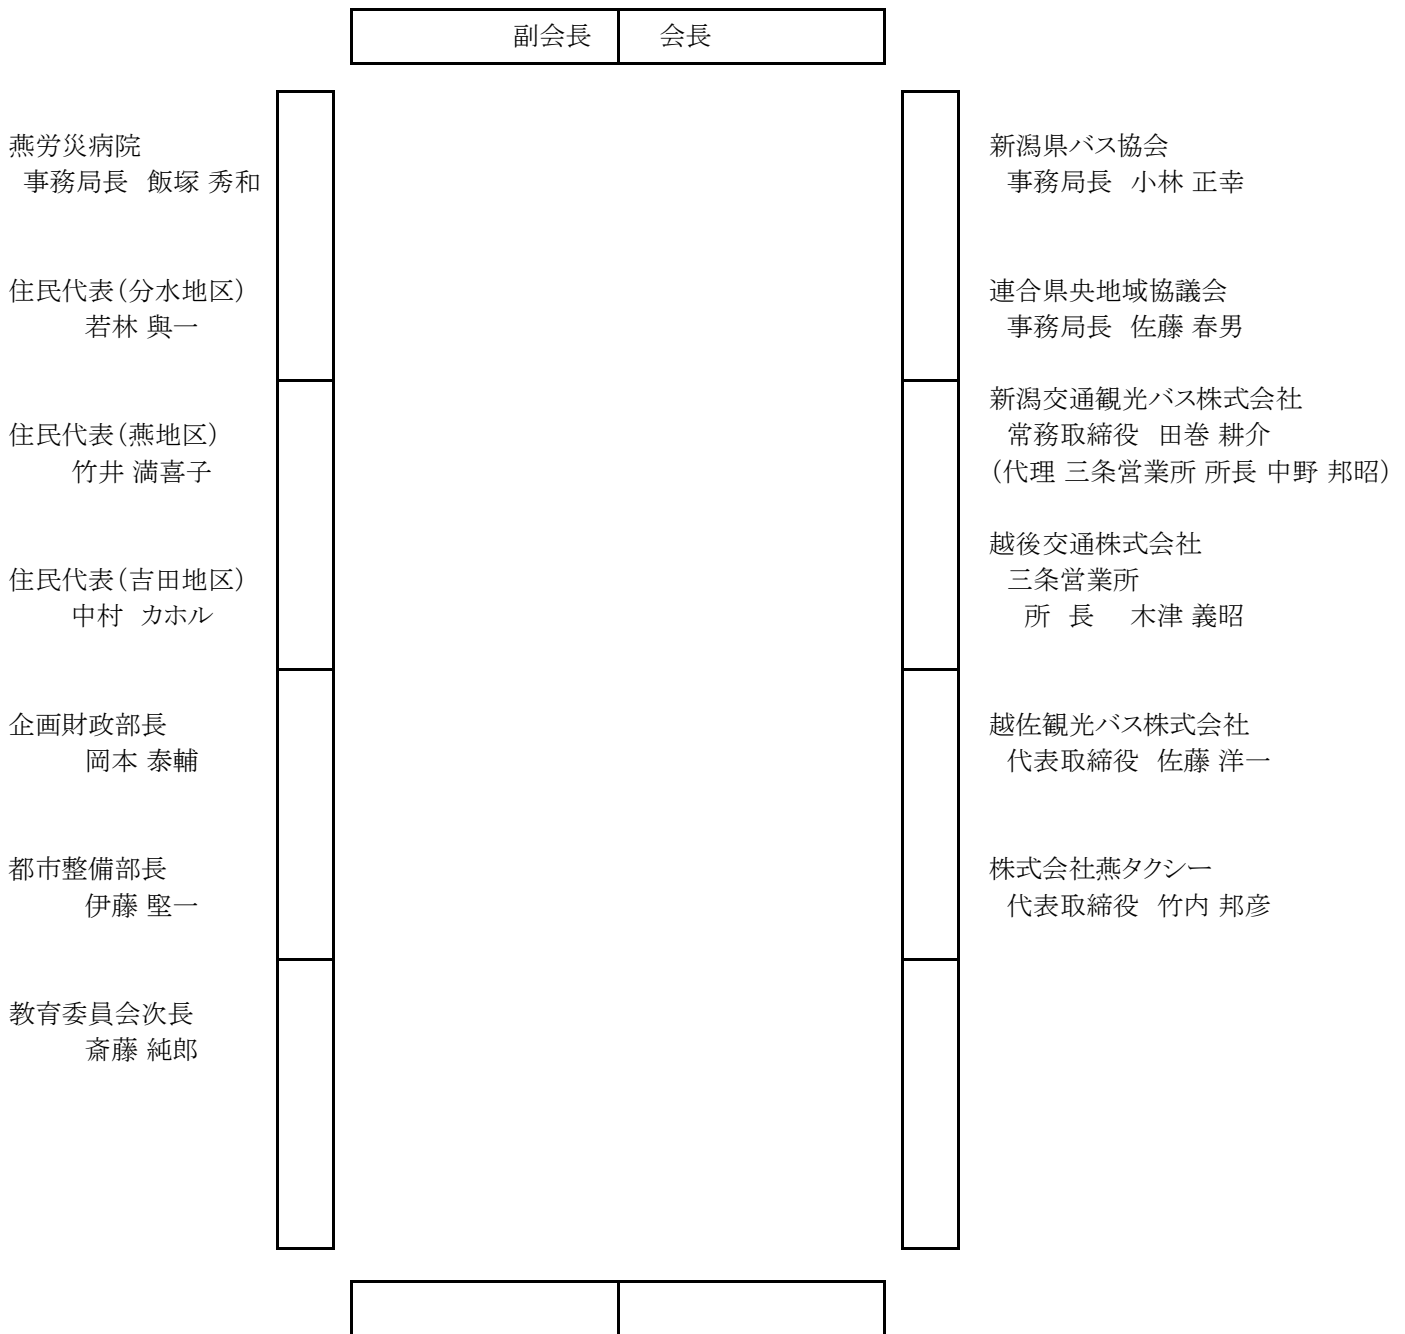 副会長 会長
燕労災病院
事務局長 飯塚 秀和
住民代表(分水地区)
若林 與一
住民代表(燕地区)
竹井 満喜子
住民代表(吉田地区)
中村 カホル
企画財政部長
岡本 泰輔
都市整備部長
伊藤 堅一
教育委員会次長
斎藤 純郎
新潟県バス協会
事務局長 小林 正幸
連合県央地域協議会
事務局長 佐藤 春男
新潟交通観光バス株式会社
常務取締役 田巻 耕介
(代理 三条営業所 所長 中野 邦昭)
越後交通株式会社
三条営業所
所 長 木津 義昭
越佐観光バス株式会社
代表取締役 佐藤 洋一
株式会社燕タクシー
代表取締役 竹内 邦彦